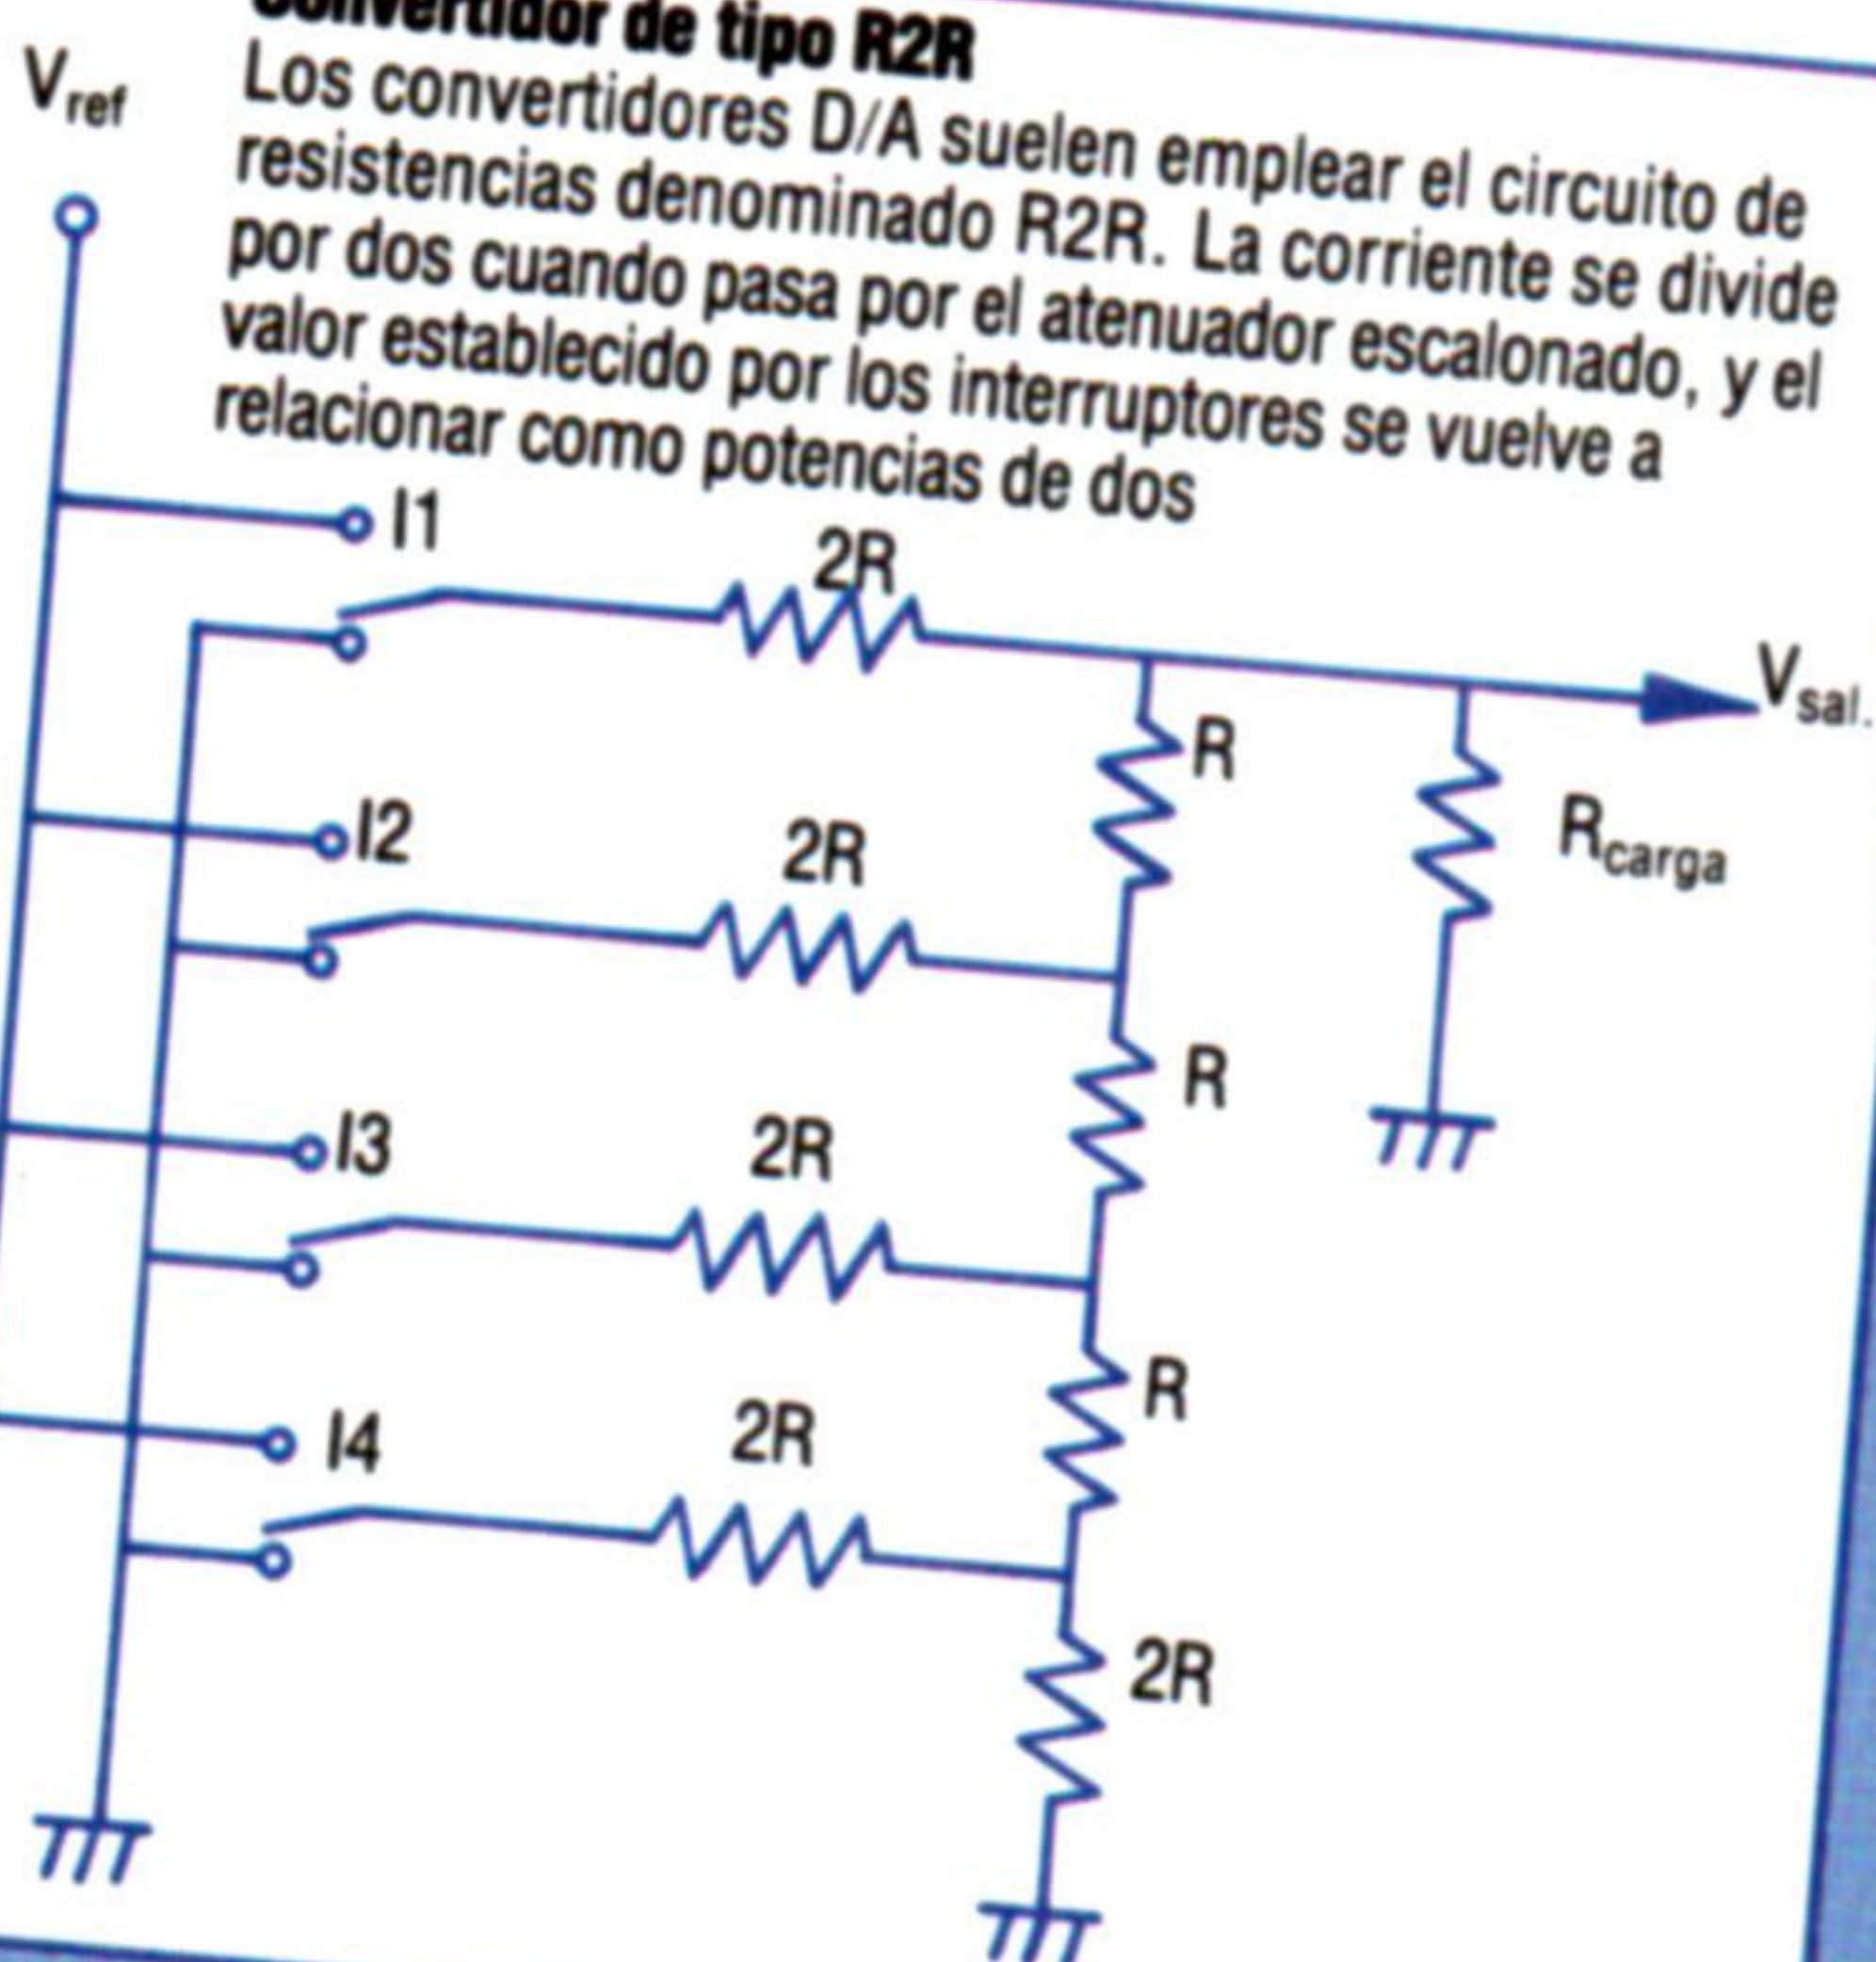 Convertidor de tipo R2R
Vref
Los convertidores D/A suelen emplear el circuito de
resistencias denominado R2R. La corriente se divide
por dos cuando pasa por el atenuador escalonado, y el
valor establecido por los interruptores se vuelve a
relacionar como potencias de dos
I1
2R
Vsal.
R
I2
2R
Rcarga
R
I3
2R
R
I4
2R
2R